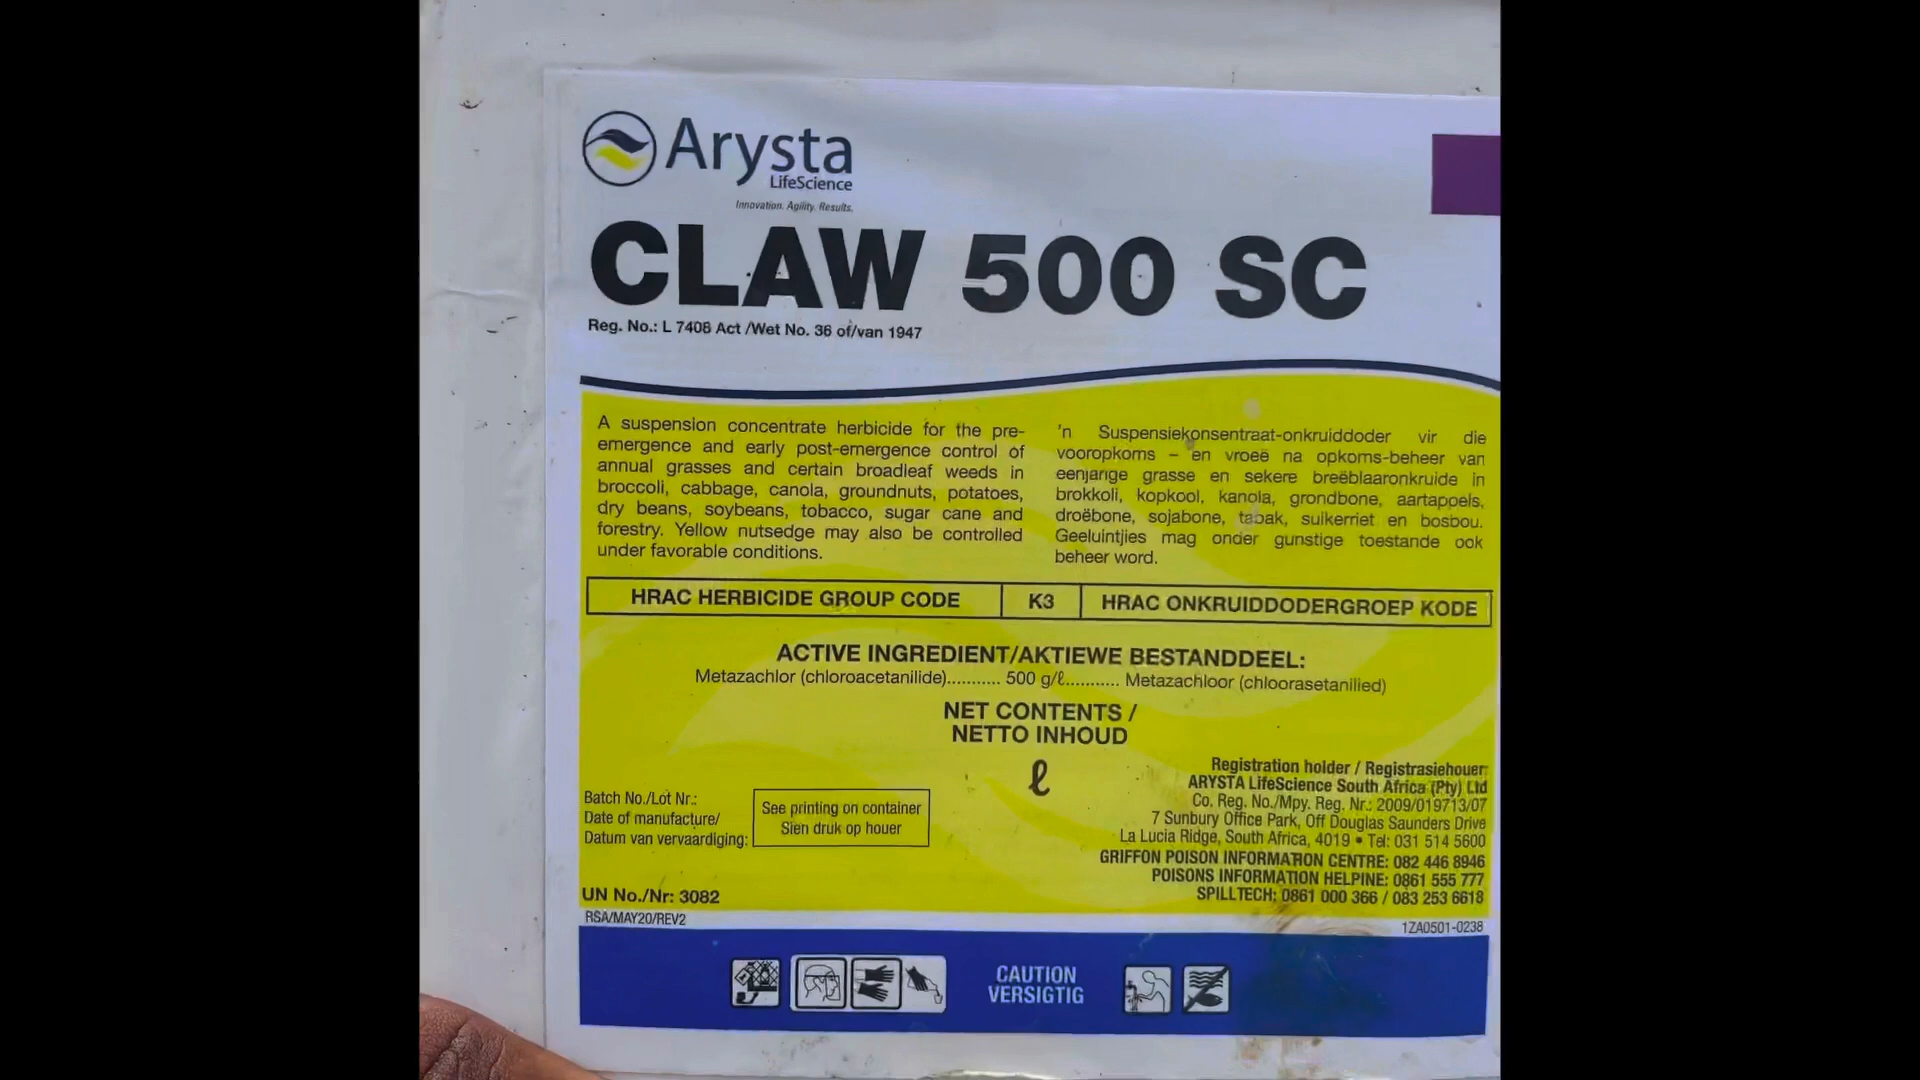 Arysta
LifeScience
Innovation. Agility. Results.
CLAW 500 SC
Reg. No.: L 7408 Act /Wet No. 36 of/van 1947
A suspension concentrate herbicide for the pre-
emergence and early post-emergence control of
annual grasses and certain broadleaf weeds in
broccoli, cabbage, canola, groundnuts, potatoes,
dry beans, soybeans, tobacco, sugar cane and
forestry. Yellow nutsedge may also be controlled
under favorable conditions.
'n Suspensiekonsentraat-onkruiddoder vir die
vooropkoms – en vroeë na opkoms-beheer van
eenjarige grasse en sekere breëblaaronkruide in
brokkoli, kopkool, kanola, grondbone, aartappels,
droëbone, sojabone, tabak, suikerriet en bosbou.
Geeluintjies mag onder gunstige toestande ook
beheer word.
HRAC HERBICIDE GROUP CODE K3 HRAC ONKRUIDDODERGROEP KODE
ACTIVE INGREDIENT/AKTIEWE BESTANDDEEL:
Metazachlor (chloroacetanilide)........... 500 g/ℓ........... Metazachloor (chloorasetanilied)
NET CONTENTS /
NETTO INHOUD
ℓ
Batch No./Lot Nr.:
Date of manufacture/
Datum van vervaardiging:
See printing on container
Sien druk op houer
Registration holder / Registrasiehouer:
ARYSTA LifeScience South Africa (Pty) Ltd
Co. Reg. No./Mpy. Reg. Nr.: 2009/019713/07
7 Sunbury Office Park, Off Douglas Saunders Drive
La Lucia Ridge, South Africa, 4019 • Tel: 031 514 5600
GRIFFON POISON INFORMATION CENTRE: 082 446 8946
POISONS INFORMATION HELPINE: 0861 555 777
SPILLTECH: 0861 000 366 / 083 253 6618
UN No./Nr: 3082
RSA/MAY20/REV2
1ZA0501-0238
CAUTION
VERSIGTIG